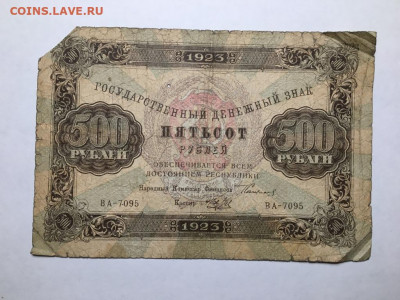 COINS.LAVE.RU
1923
ГОСУДАРСТВЕННЫЙ ДЕНЕЖНЫЙ ЗНАК
500 ПЯТЬСОТ 500
РУБЛЕЙ РУБЛЕЙ РУБЛЕЙ
ОБЕСПЕЧИВАЕТСЯ ВСЕМ
ДОСТОЯНИЕМ РЕСПУБЛИКИ
Народный Комиссар Финансов
Кассир
ВА-7095 ВА-7095
1923